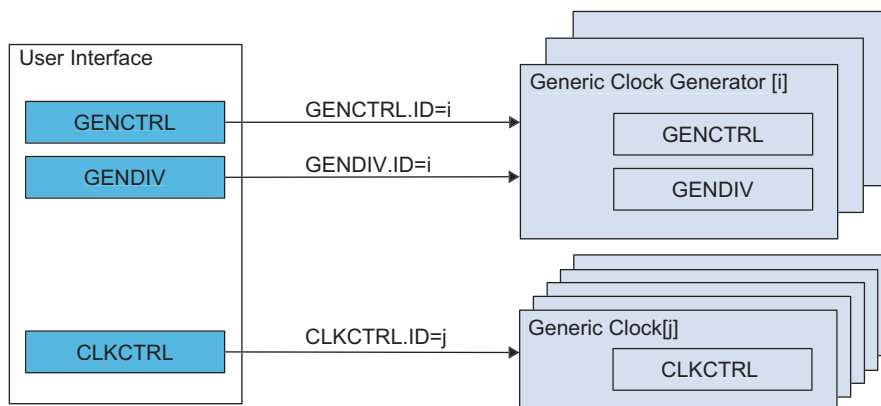 User Interface
GENCTRL
GENDIV
CLKCTRL
GENCTRL.ID=i
GENDIV.ID=i
CLKCTRL.ID=j
Generic Clock Generator [i]
GENCTRL
GENDIV
Generic Clock[j]
CLKCTRL